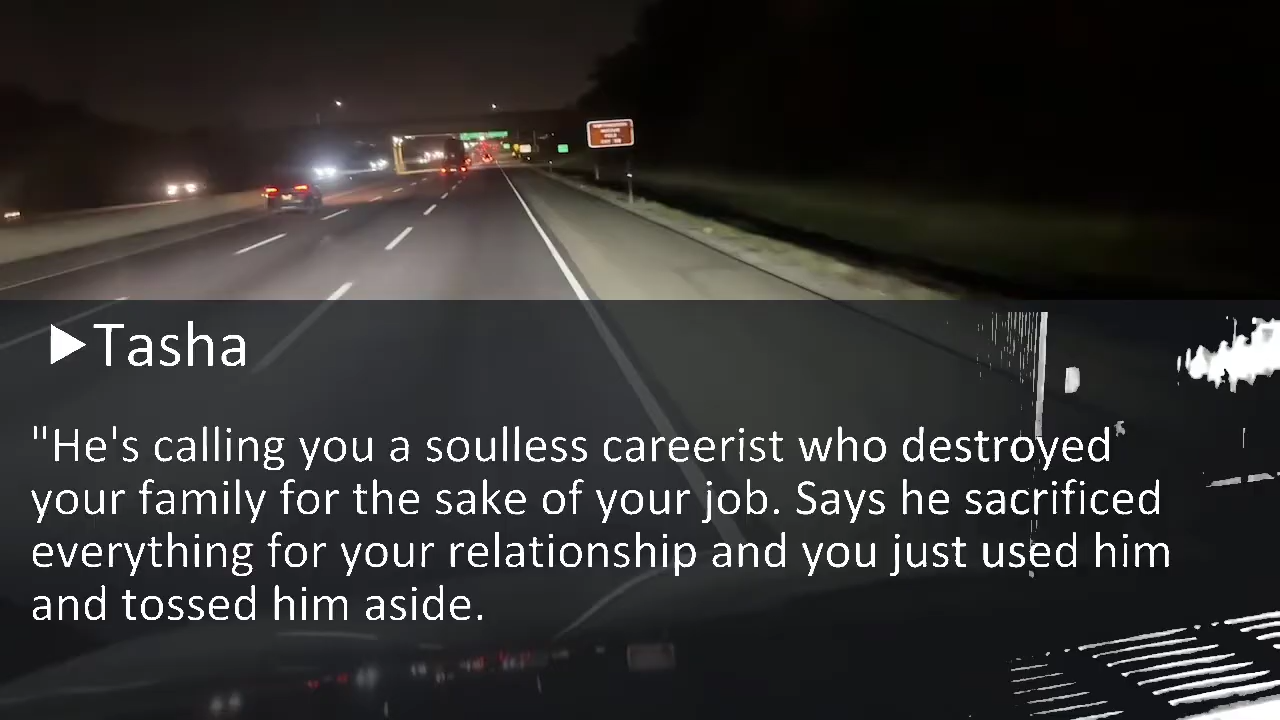 Tasha
"He's calling you a soulless careerist who destroyed
your family for the sake of your job. Says he sacrificed
everything for your relationship and you just used him
and tossed him aside.